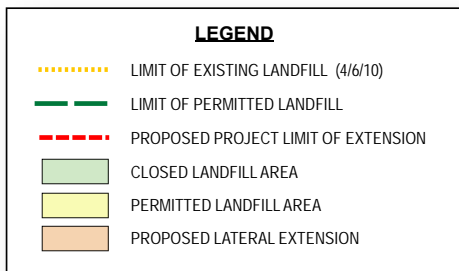 LEGEND
LIMIT OF EXISTING LANDFILL (4/6/10)
LIMIT OF PERMITTED LANDFILL
PROPOSED PROJECT LIMIT OF EXTENSION
CLOSED LANDFILL AREA
PERMITTED LANDFILL AREA
PROPOSED LATERAL EXTENSION